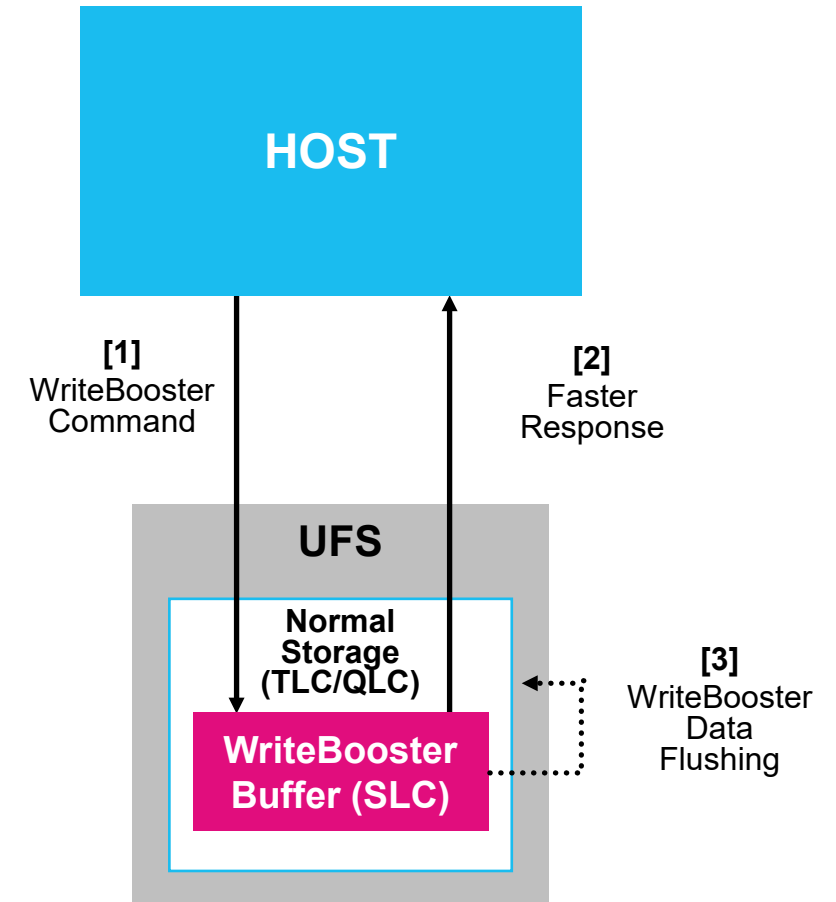 HOST
[1]
WriteBooster
Command
[2]
Faster
Response
UFS
Normal
Storage
(TLC/QLC)
WriteBooster
Buffer (SLC)
[3]
WriteBooster
Data
Flushing